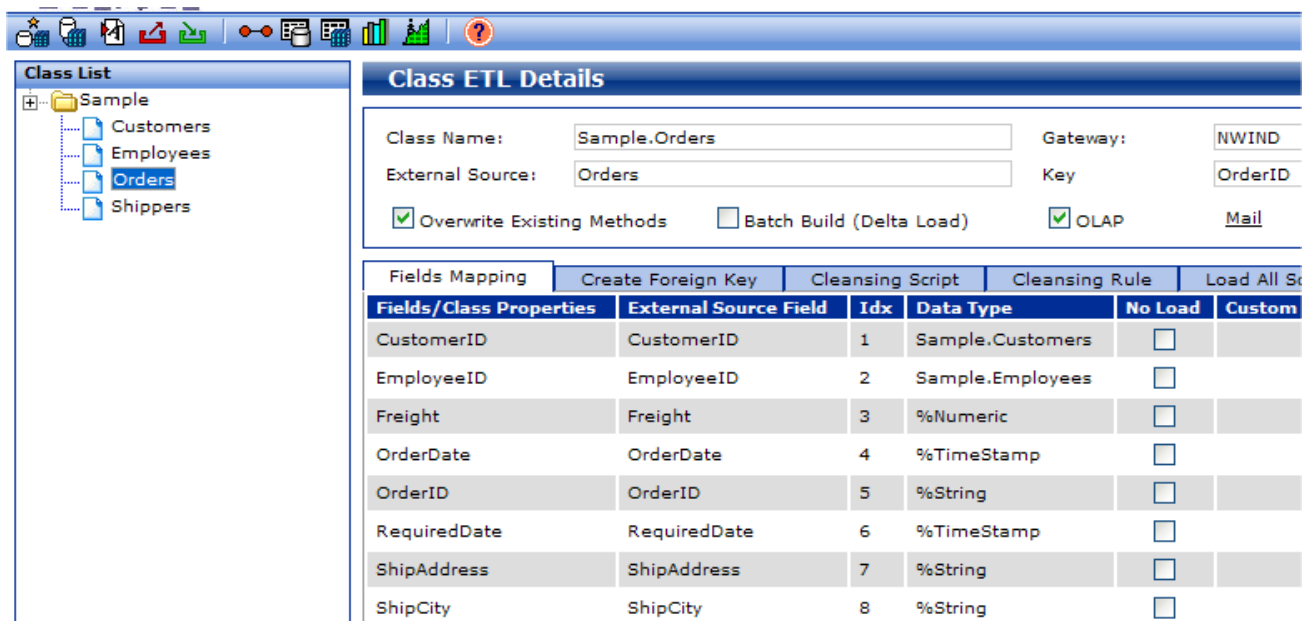 Class List
Sample
Customers
Employees
Orders
Shippers
Class ETL Details
Class Name: Sample.Orders Gateway: NWIND
External Source: Orders Key OrderID
Overwrite Existing Methods Batch Build (Delta Load) OLAP Mail
Fields Mapping Create Foreign Key Cleansing Script Cleansing Rule Load All
Fields/Class Properties External Source Field Idx Data Type No Load Custom
CustomerID CustomerID 1 Sample.Customers
EmployeeID EmployeeID 2 Sample.Employees
Freight Freight 3 %Numeric
OrderDate OrderDate 4 %TimeStamp
OrderID OrderID 5 %String
RequiredDate RequiredDate 6 %TimeStamp
ShipAddress ShipAddress 7 %String
ShipCity ShipCity 8 %String